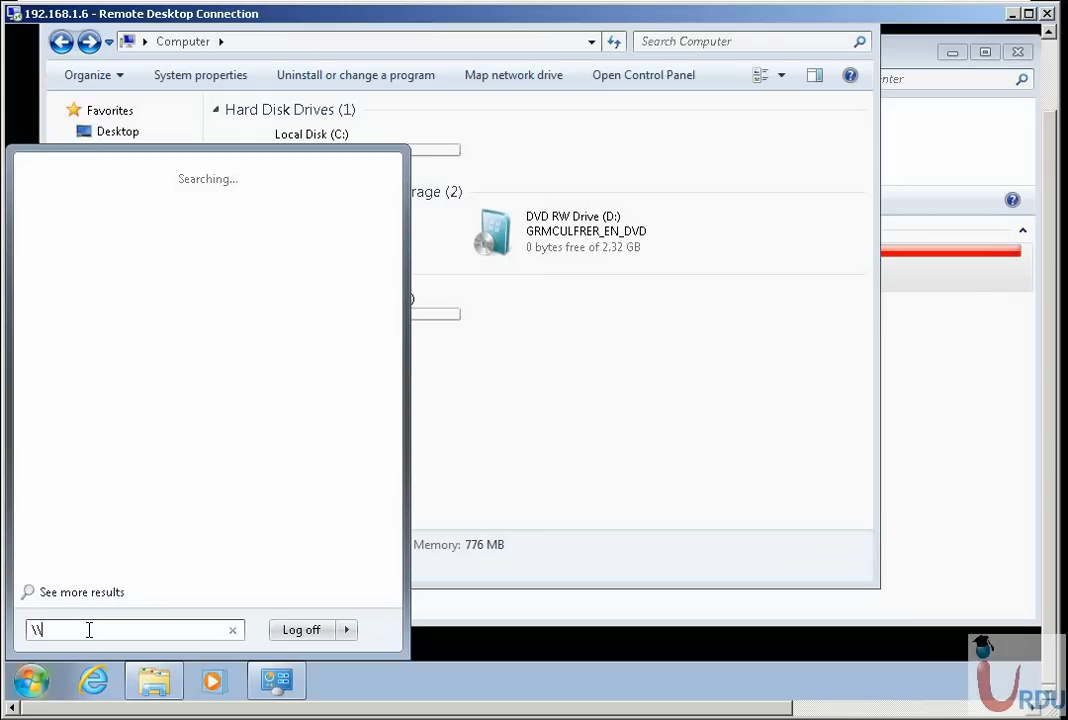 192.168.1.6 - Remote Desktop Connection
Computer
Search Computer
Organize
System properties
Uninstall or change a program
Map network drive
Open Control Panel
nter
Favorites
Desktop
Hard Disk Drives (1)
Local Disk (C:)
Searching...
rage (2)
DVD RW Drive (D:)
GRMCULFRER_EN_DVD
0 bytes free of 2.32 GB
)
Memory: 776 MB
See more results
\\
Log off
URDU